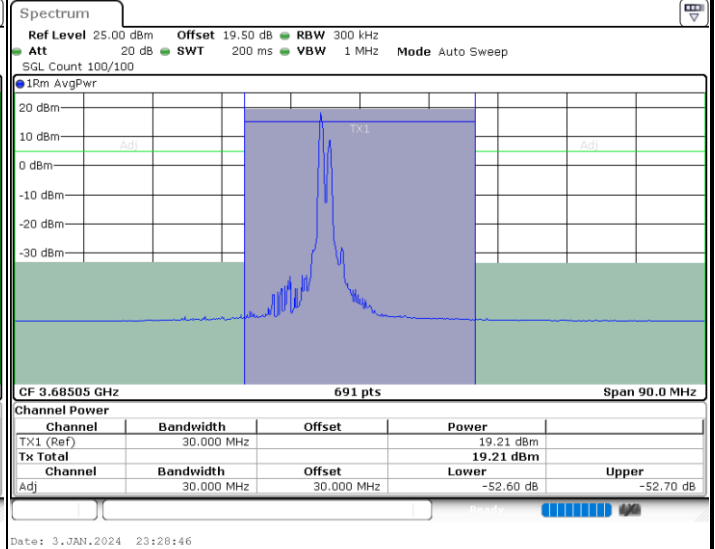 Spectrum
Ref Level 25.00 dBm Offset 19.50 dB RBW 300 kHz
Att 20 dB SWT 200 ms VBW 1 MHz Mode Auto Sweep
SGL Count 100/100
1Rm AvgPwr
20 dBm
TX1
10 dBm
Adj Adj
0 dBm
-10 dBm
-20 dBm
-30 dBm
CF 3.68505 GHz 691 pts Span 90.0 MHz
Channel Power
Channel Bandwidth Offset Power
TX1 (Ref) 30.000 MHz 19.21 dBm
Tx Total 19.21 dBm
Channel Bandwidth Offset Lower Upper
Adj 30.000 MHz 30.000 MHz -52.60 dB -52.70 dB
Ready
Date: 3.JAN.2024 23:28:46